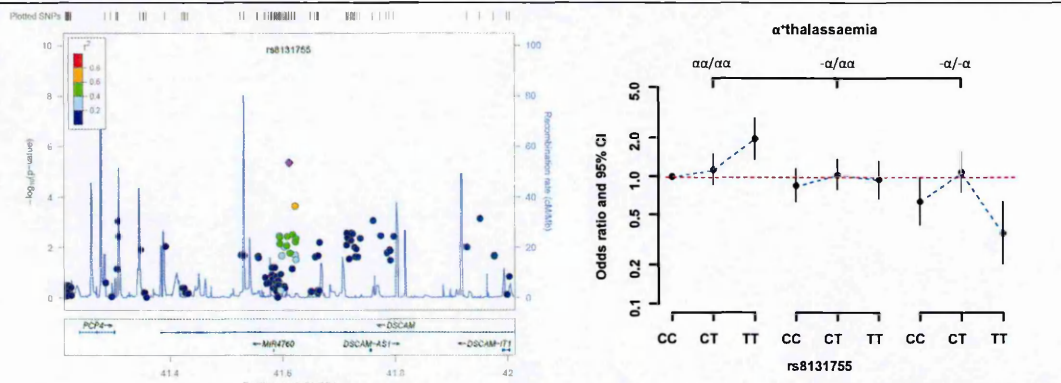 Plotted SNPs
rs8131755
r²
0.8
0.6
0.4
0.2
10
8
6
4
2
0
−log₁₀(p−value)
100
80
60
40
20
0
Recombination rate (cM/Mb)
PCP4→
←DSCAM
←MIR4760
DSCAM−AS1→
←DSCAM−IT1
41.4
41.6
41.8
42
α⁺thalassaemia
αα/αα
-α/αα
-α/-α
Odds ratio and 95% CI
5.0
2.0
1.0
0.5
0.2
0.1
CC CT TT CC CT TT CC CT TT
rs8131755